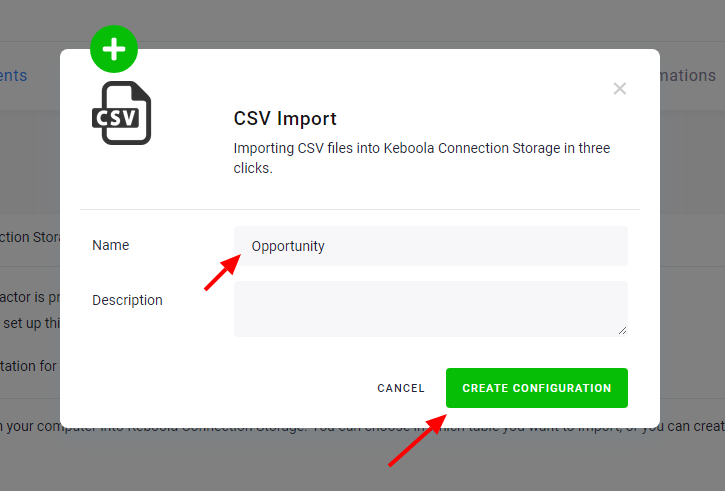 ents
mations
CSV
CSV Import
Importing CSV files into Keboola Connection Storage in three
clicks.
ction Stora
Name
Opportunity
actor is pr
Description
set up thi
tation for
CANCEL
CREATE CONFIGURATION
your computer into Keboola Connection Storage. You can choose in which table you want to import, or you can creat